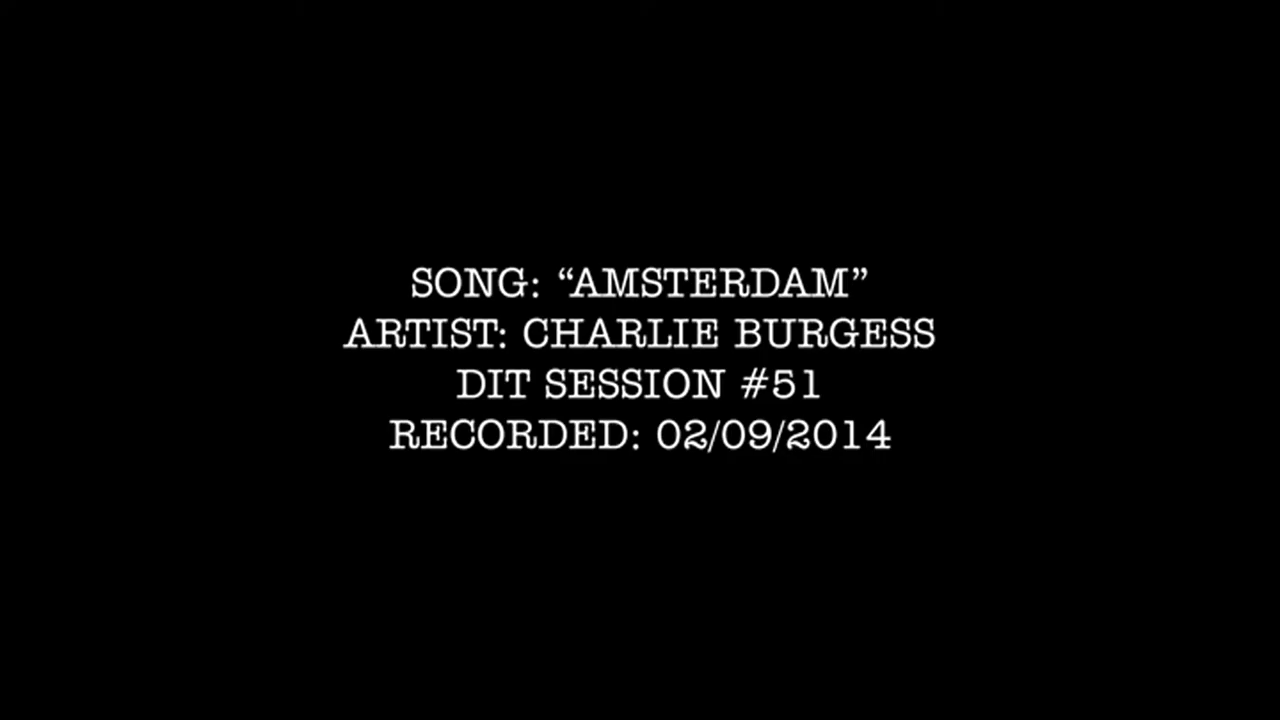 SONG: “AMSTERDAM”
ARTIST: CHARLIE BURGESS
DIT SESSION #51
RECORDED: 02/09/2014